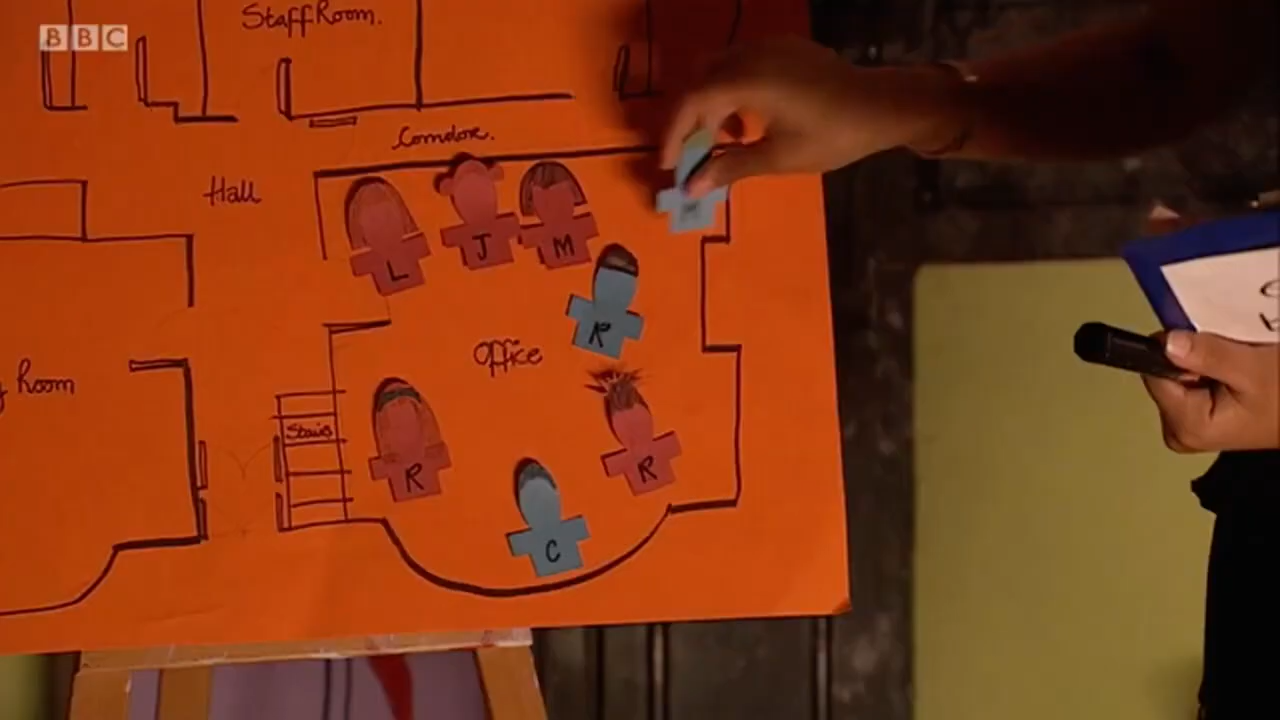 BBC
Staff Room.
Corridor.
Hall
L
J
M
R
Office
Room
Stairs
R
R
C